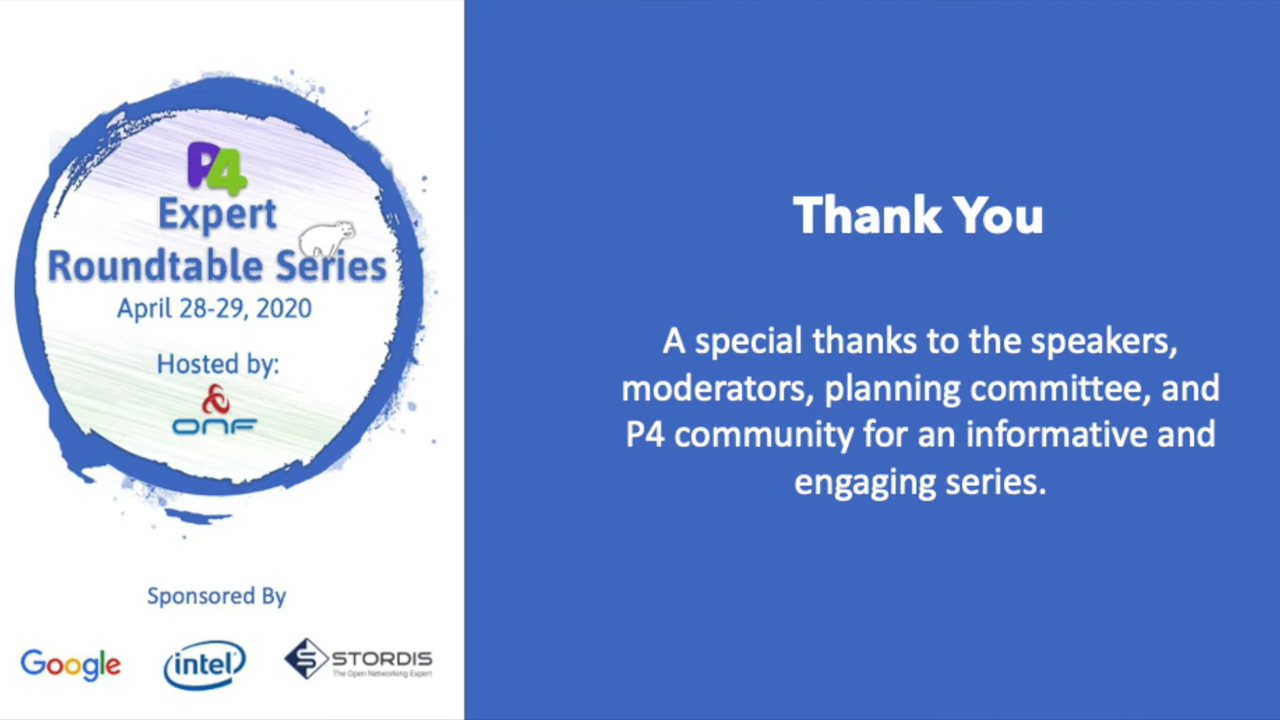 P4
Expert
Roundtable Series
April 28-29, 2020
Hosted by:
ONF
Sponsored By
Google
intel
STORDIS
The Open Networking Expert
Thank You
A special thanks to the speakers,
moderators, planning committee, and
P4 community for an informative and
engaging series.